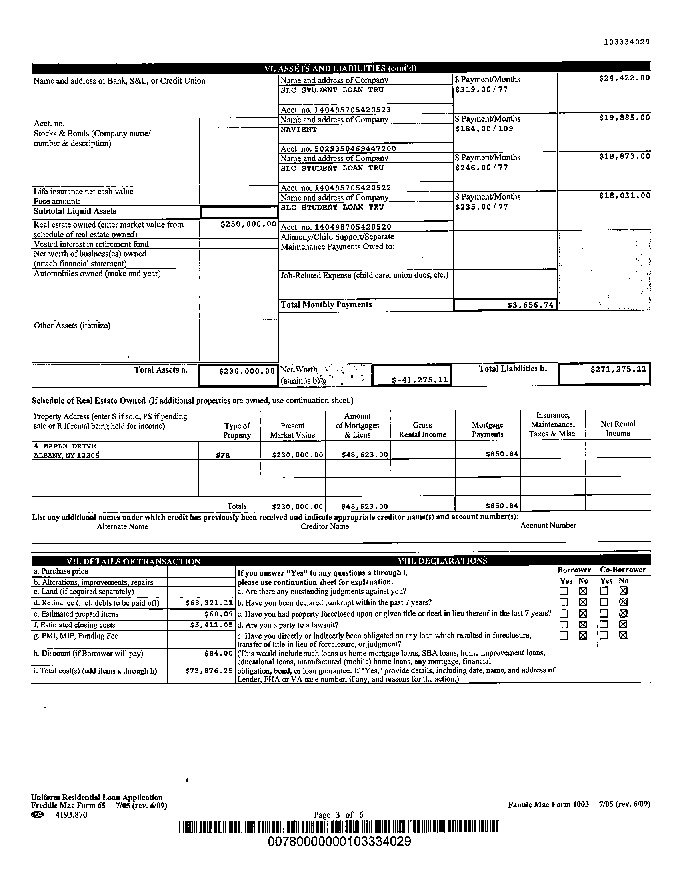 103334029
VI. ASSETS AND LIABILITIES (cont'd)
Name and address of Bank, S&L, or Credit Union
Name and address of Company
$ Payment/Months
$24,422.00
SLC STUDENT LOAN TRU
$319.00/77
Acct. no. 140495705420523
Acct. no.
Name and address of Company
$ Payment/Months
$19,885.00
Stocks & Bonds (Company name/
number & description)
NAVIENT
$184.00/109
Acct. no. 5029350469447200
Name and address of Company
$ Payment/Months
$18,873.00
SLC STUDENT LOAN TRU
$246.00/77
Acct. no. 140495705420522
Life insurance net cash value
Face amount:
Name and address of Company
$ Payment/Months
$18,031.00
Subtotal Liquid Assets
SLC STUDENT LOAN TRU
$235.00/77
Real estate owned (enter market value from
schedule of real estate owned)
$230,000.00
Acct. no. 140495705420520
Vested interest in retirement fund
Alimony/Child Support/Separate
Maintenance Payments Owed to:
Net worth of business(es) owned
(attach financial statement)
Automobiles owned (make and year)
Job-Related Expense (child care, union dues, etc.)
Total Monthly Payments
$3,656.74
Other Assets (itemize)
Total Assets a.
$230,000.00
Net Worth
(a minus b)
$-41,275.11
Total Liabilities b.
$271,275.11
Schedule of Real Estate Owned (If additional properties are owned, use continuation sheet.)
Property Address (enter S if sold, PS if pending
sale or R if rental being held for income)
Type of
Property
Present
Market Value
Amount
of Mortgages
& Liens
Gross
Rental Income
Mortgage
Payments
Insurance,
Maintenance,
Taxes & Misc.
Net Rental
Income
4 MAPLE DRIVE
ALBANY, NY 12205
SFR
$230,000.00
$48,623.00
$850.84
Totals
$230,000.00
$48,623.00
$850.84
List any additional names under which credit has previously been received and indicate appropriate creditor name(s) and account number(s):
Alternate Name
Creditor Name
Account Number
VII. DETAILS OF TRANSACTION
VIII. DECLARATIONS
a. Purchase price
b. Alterations, improvements, repairs
c. Land (if acquired separately)
d. Refinance (incl. debts to be paid off)
e. Estimated prepaid items
$60.09
f. Estimated closing costs
g. PMI, MIP, Funding Fee
h. Discount (if Borrower will pay)
$84.00
i. Total cost(s) (add items a through h)
$72,876.25
If you answer "Yes" to any questions a through i,
please use continuation sheet for explanation.
Borrower
Co-Borrower
Yes No
Yes No
a. Are there any outstanding judgments against you?
b. Have you been declared bankrupt within the past 7 years?
c. Have you had property foreclosed upon or given title or deed in lieu thereof in the last 7 years?
d. Are you a party to a lawsuit?
e. Have you directly or indirectly been obligated on any loan which resulted in foreclosure,
transfer of title in lieu of foreclosure, or judgment?
(This would include such loans as home mortgage loans, SBA loans, home improvement loans,
educational loans, manufactured (mobile) home loans, any mortgage, financial
obligation, bond, or loan guarantee. If "Yes," provide details, including date, name, and address of
Lender, FHA or VA case number, if any, and reasons for the action.)
Uniform Residential Loan Application
Freddie Mac Form 65 7/05 (rev. 6/09)
4193.870
Page 3 of 6
Fannie Mae Form 1003 7/05 (rev. 6/09)
00780000000103334029